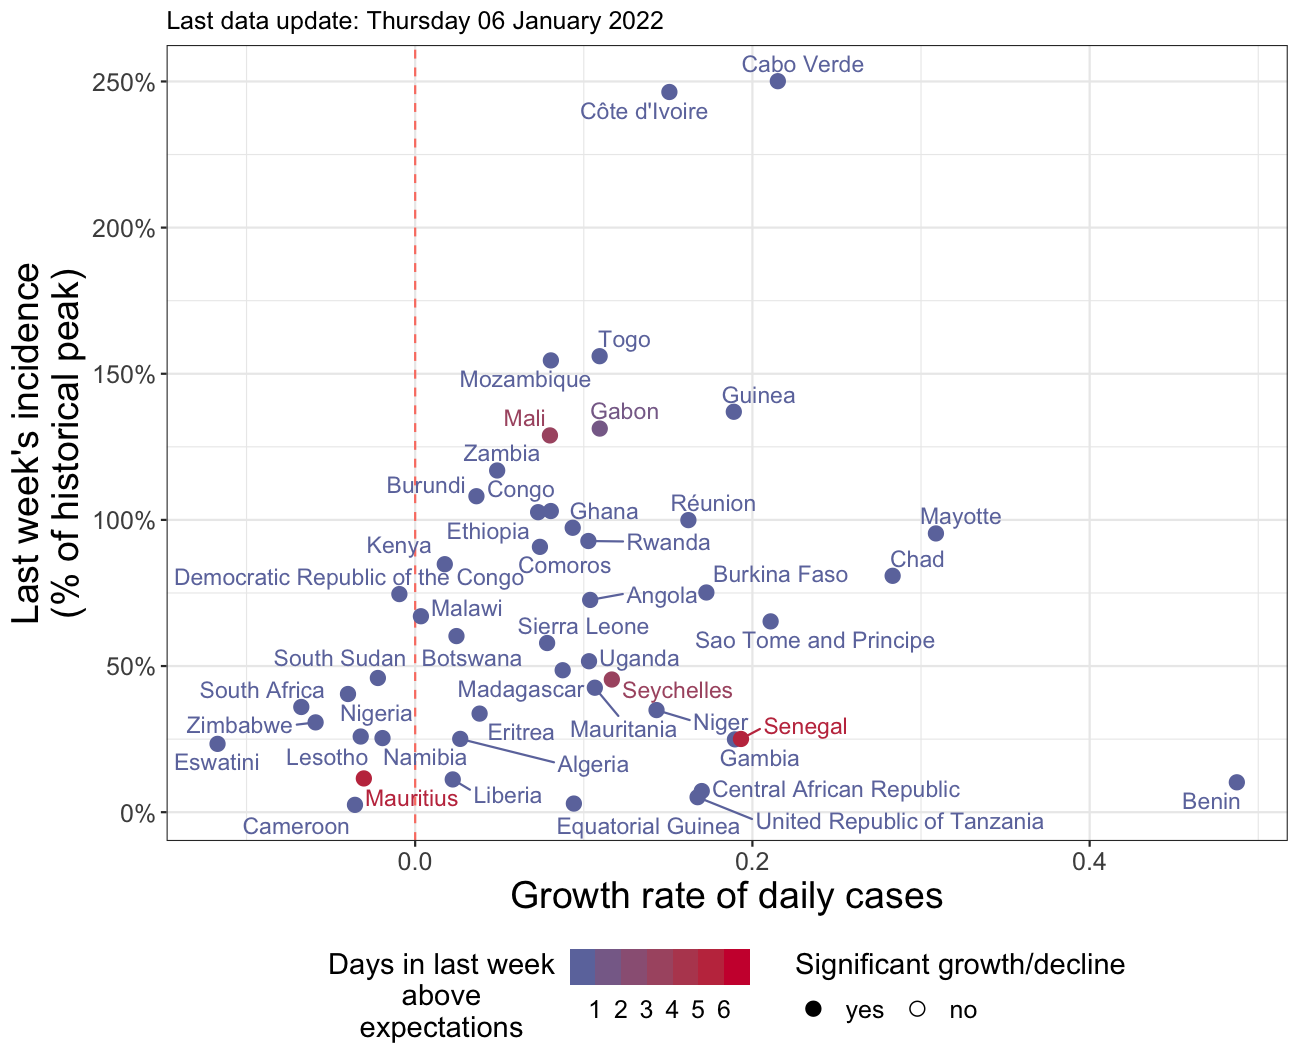 Last data update: Thursday 06 January 2022
Last week's incidence
(% of historical peak)
250%
200%
150%
100%
50%
0%
Cabo Verde
Côte d'Ivoire
Togo
Mozambique
Guinea
Mali
Gabon
Zambia
Burundi
Congo
Réunion
Ghana
Mayotte
Ethiopia
Rwanda
Kenya
Comoros
Chad
Democratic Republic of the Congo
Burkina Faso
Angola
Malawi
Sierra Leone
Sao Tome and Principe
South Sudan
Botswana
Uganda
South Africa
Madagascar
Seychelles
Nigeria
Zimbabwe
Mauritania
Niger
Senegal
Eritrea
Lesotho
Namibia
Gambia
Eswatini
Algeria
Mauritius
Liberia
Central African Republic
Benin
Cameroon
Equatorial Guinea
United Republic of Tanzania
0.0
0.2
0.4
Growth rate of daily cases
Days in last week
above
expectations
1 2 3 4 5 6
Significant growth/decline
yes
no